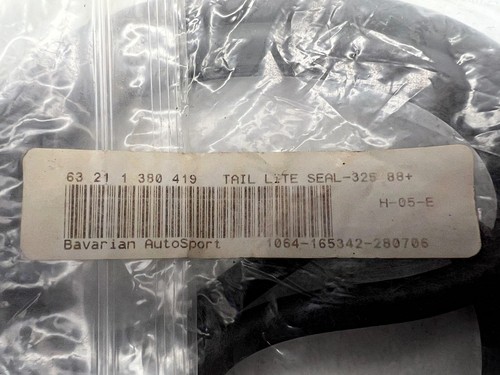 63 21 1 380 419 TAIL LITE SEAL-325 88+
H-05-E
Bavarian AutoSport 1064-165342-280706